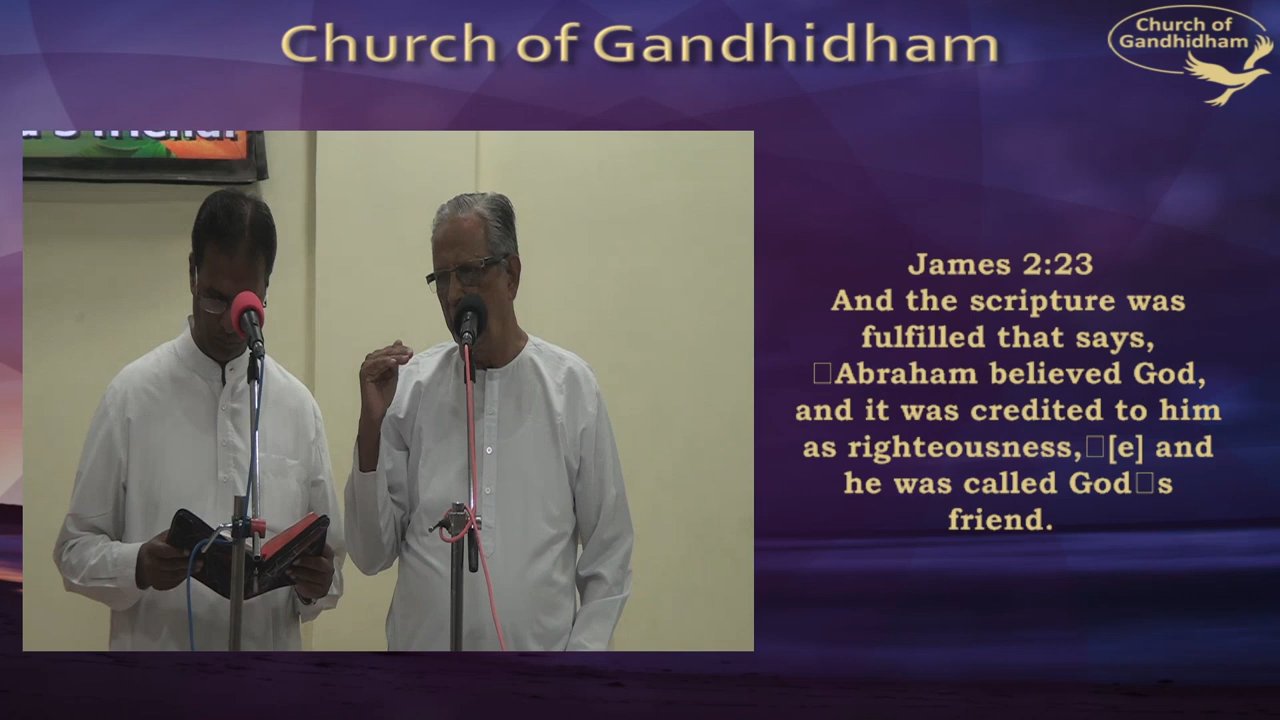 Church of Gandhidham
Church of
Gandhidham
James 2:23
And the scripture was
fulfilled that says,
□Abraham believed God,
and it was credited to him
as righteousness,□[e] and
he was called God□s
friend.